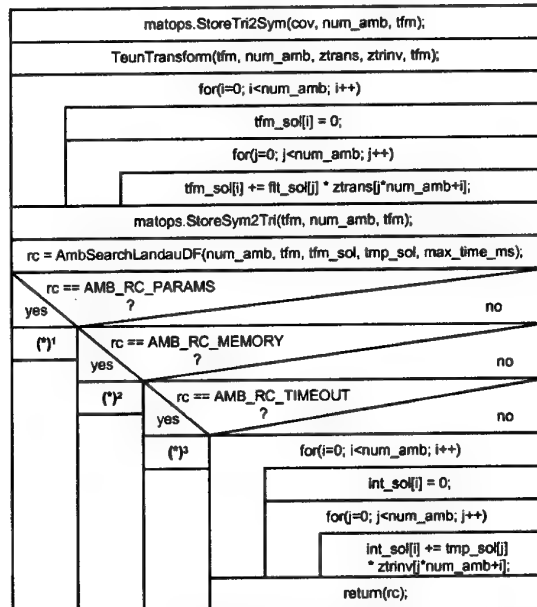 matops.StoreTri2Sym(cov, num_amb, tfm);
TeunTransform(tfm, num_amb, ztrans, ztrinv, tfm);
for(i=0; i<num_amb; i++)
tfm_sol[i] = 0;
for(j=0; j<num_amb; j++)
tfm_sol[i] += flt_sol[j] * ztrans[j*num_amb+i];
matops.StoreSym2Tri(tfm, num_amb, tfm);
rc = AmbSearchLandauDF(num_amb, tfm, tfm_sol, tmp_sol, max_time_ms);
rc == AMB_RC_PARAMS
?
yes
no
(*)¹
rc == AMB_RC_MEMORY
?
yes
no
(*)²
rc == AMB_RC_TIMEOUT
?
yes
no
(*)³
for(i=0; i<num_amb; i++)
int_sol[i] = 0;
for(j=0; j<num_amb; j++)
int_sol[i] += tmp_sol[j]
* ztrinv[j*num_amb+i];
return(rc);